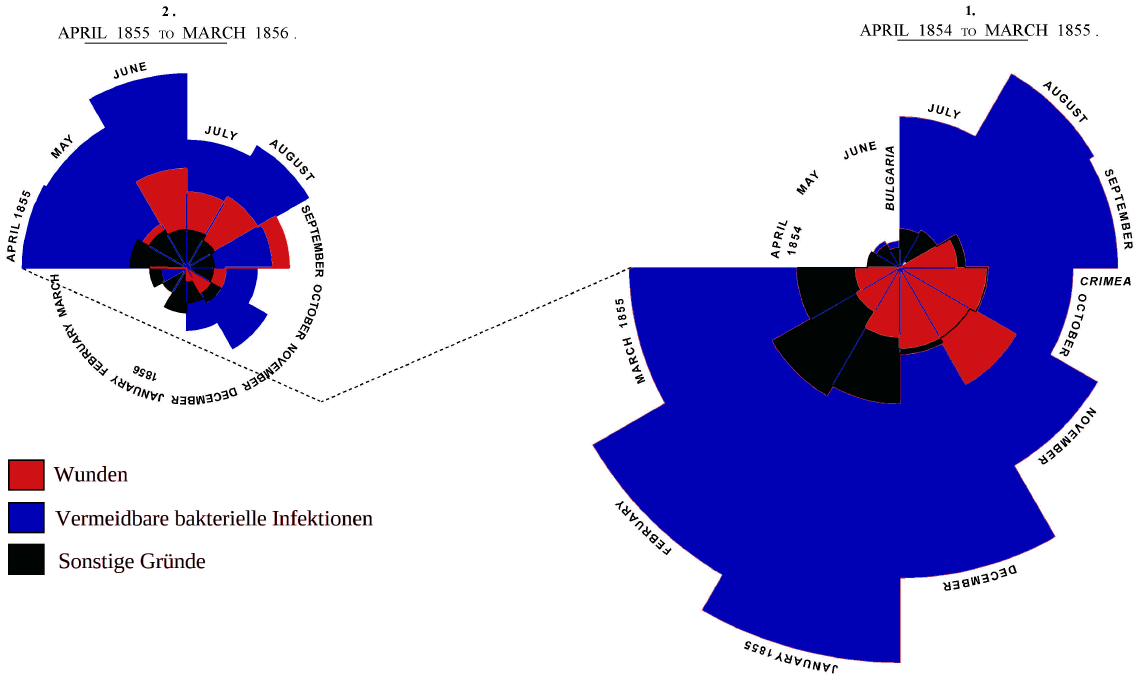 2 .
APRIL 1855 TO MARCH 1856 .
1.
APRIL 1854 TO MARCH 1855 .
APRIL 1855
MAY
JUNE
JULY
AUGUST
SEPTEMBER
OCTOBER
NOVEMBER
DECEMBER
JANUARY
1856
FEBRUARY
MARCH
APRIL
1854
MAY
JUNE
BULGARIA
JULY
AUGUST
SEPTEMBER
CRIMEA
OCTOBER
NOVEMBER
DECEMBER
JANUARY 1855
FEBRUARY
MARCH 1855
Wunden
Vermeidbare bakterielle Infektionen
Sonstige Gründe